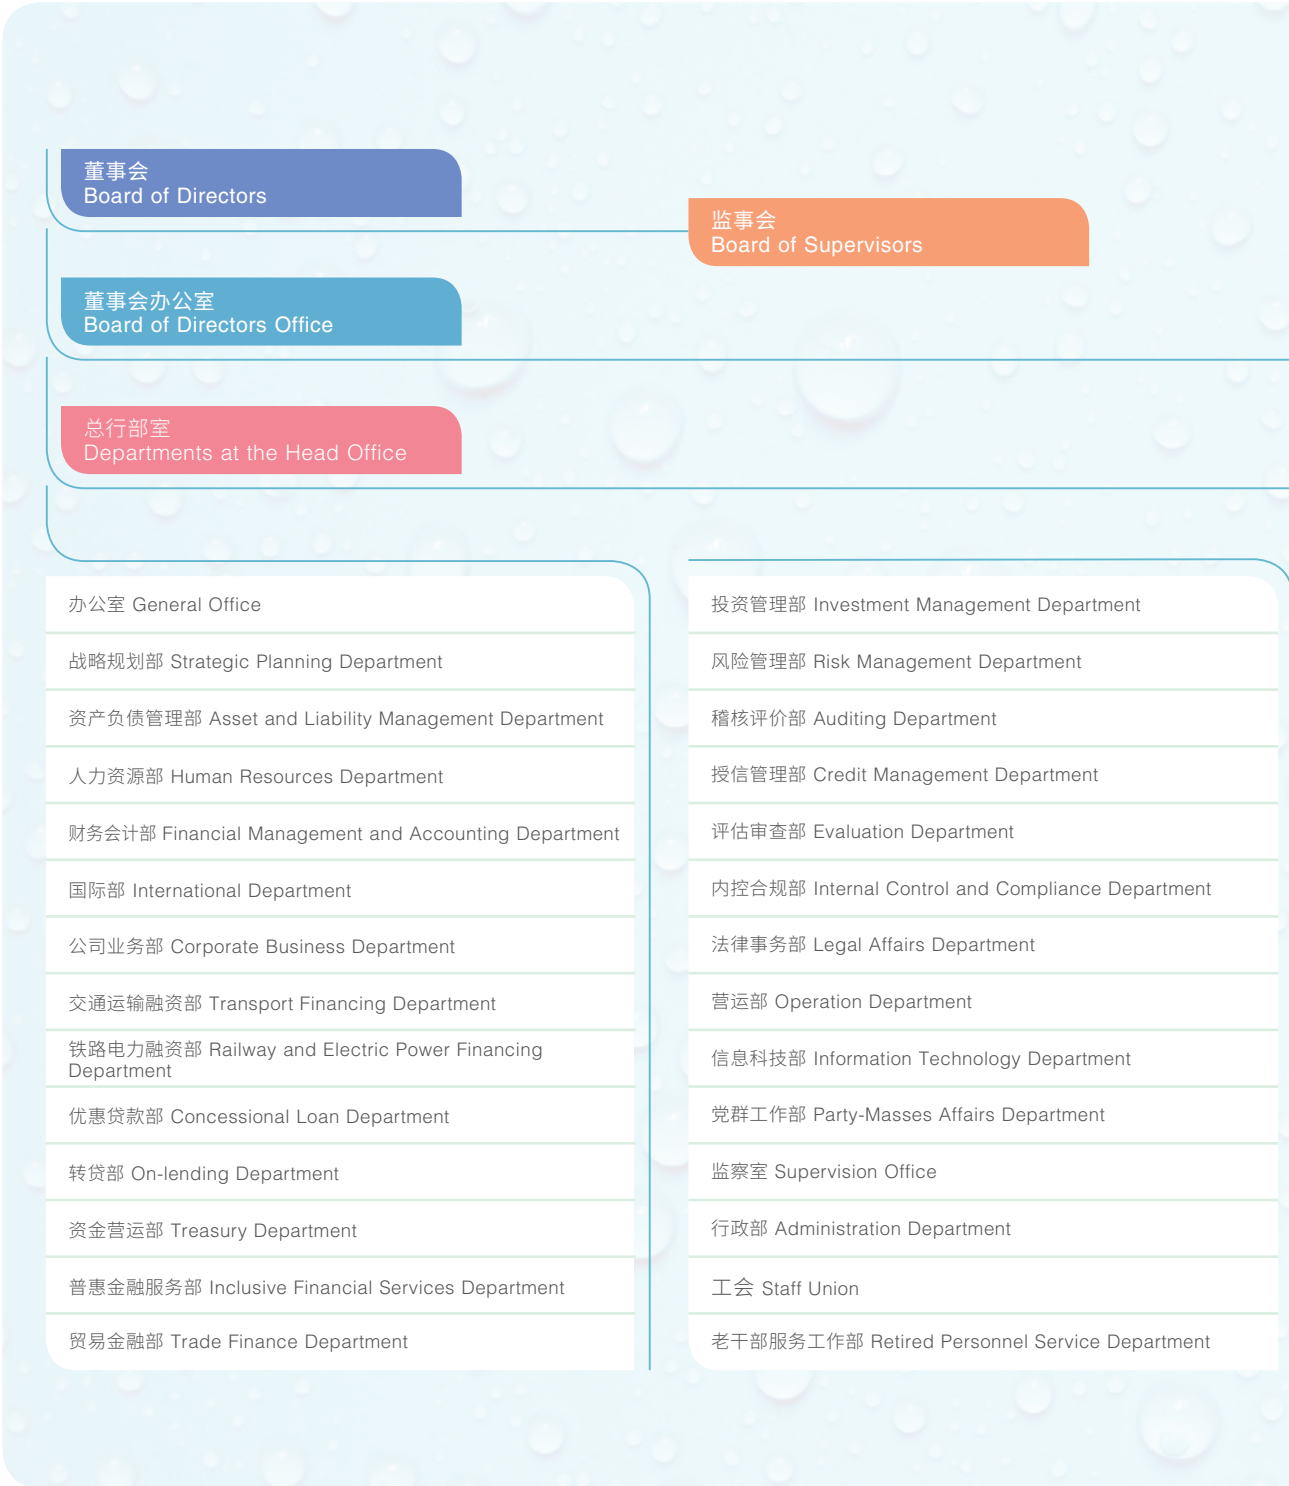 董事会
Board of Directors
监事会
Board of Supervisors
董事会办公室
Board of Directors Office
总行部室
Departments at the Head Office
办公室 General Office
战略规划部 Strategic Planning Department
资产负债管理部 Asset and Liability Management Department
人力资源部 Human Resources Department
财务会计部 Financial Management and Accounting Department
国际部 International Department
公司业务部 Corporate Business Department
交通运输融资部 Transport Financing Department
铁路电力融资部 Railway and Electric Power Financing
Department
优惠贷款部 Concessional Loan Department
转贷部 On-lending Department
资金营运部 Treasury Department
普惠金融服务部 Inclusive Financial Services Department
贸易金融部 Trade Finance Department
投资管理部 Investment Management Department
风险管理部 Risk Management Department
稽核评价部 Auditing Department
授信管理部 Credit Management Department
评估审查部 Evaluation Department
内控合规部 Internal Control and Compliance Department
法律事务部 Legal Affairs Department
营运部 Operation Department
信息科技部 Information Technology Department
党群工作部 Party-Masses Affairs Department
监察室 Supervision Office
行政部 Administration Department
工会 Staff Union
老干部服务工作部 Retired Personnel Service Department